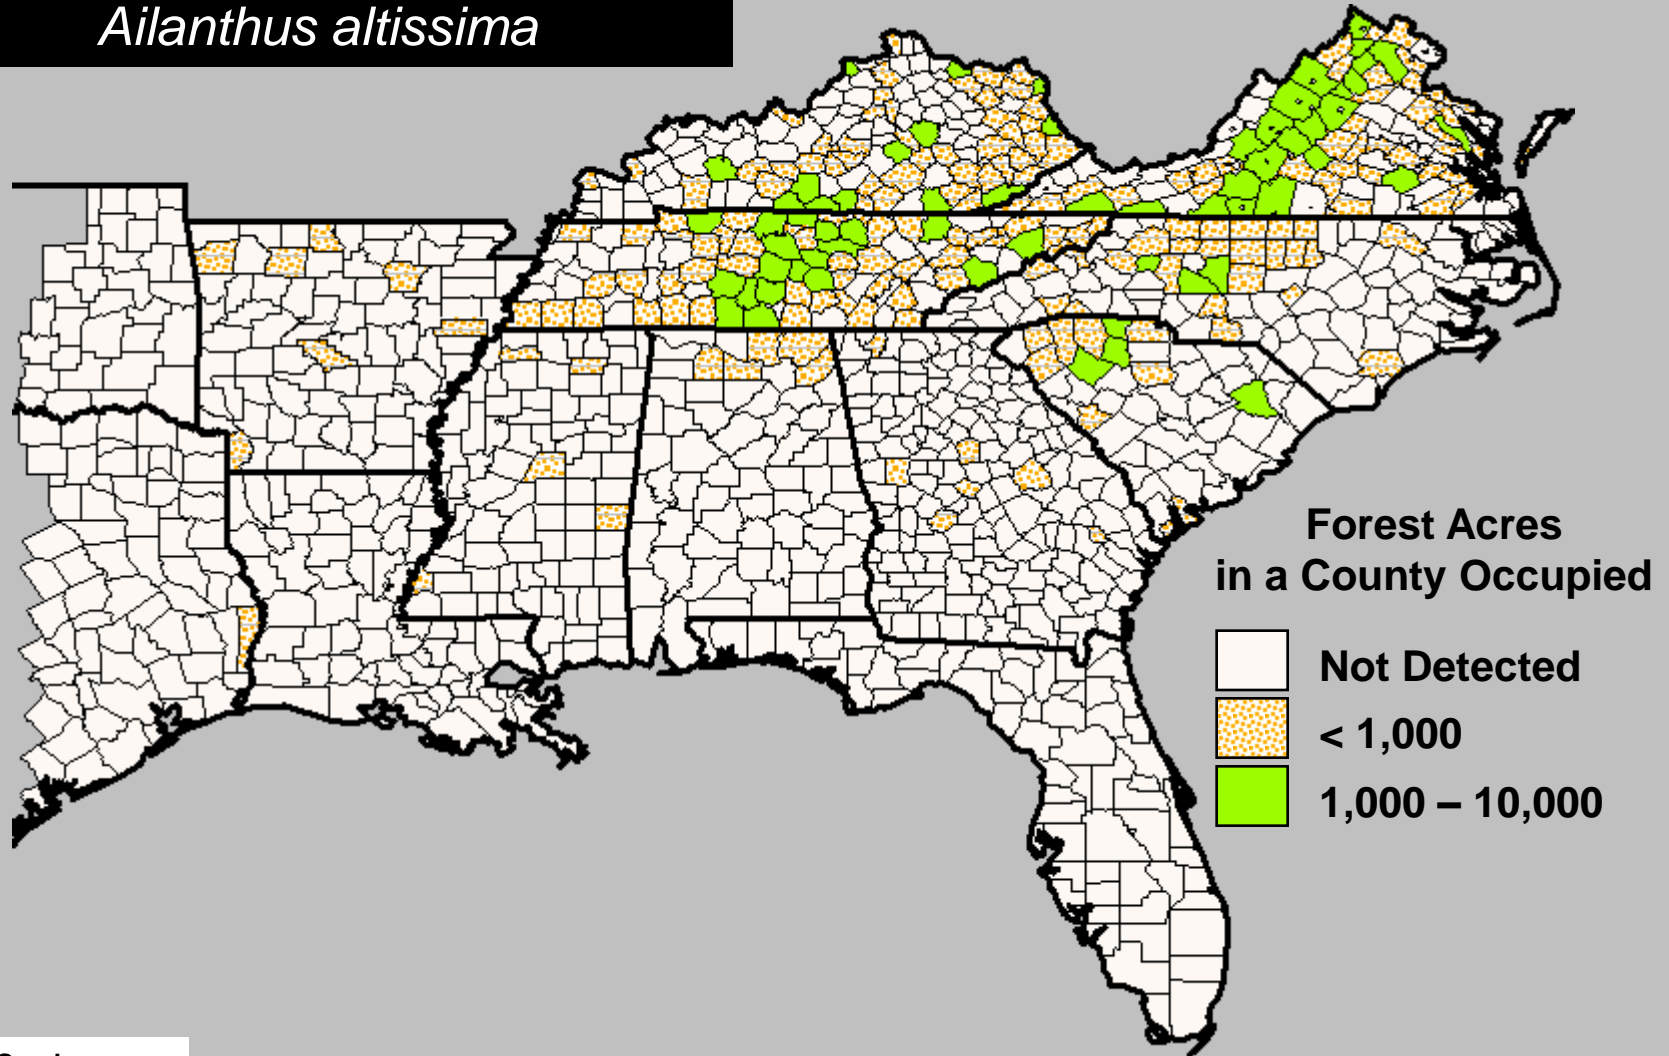 Ailanthus altissima
Forest Acres
in a County Occupied
Not Detected
< 1,000
1,000 – 10,000